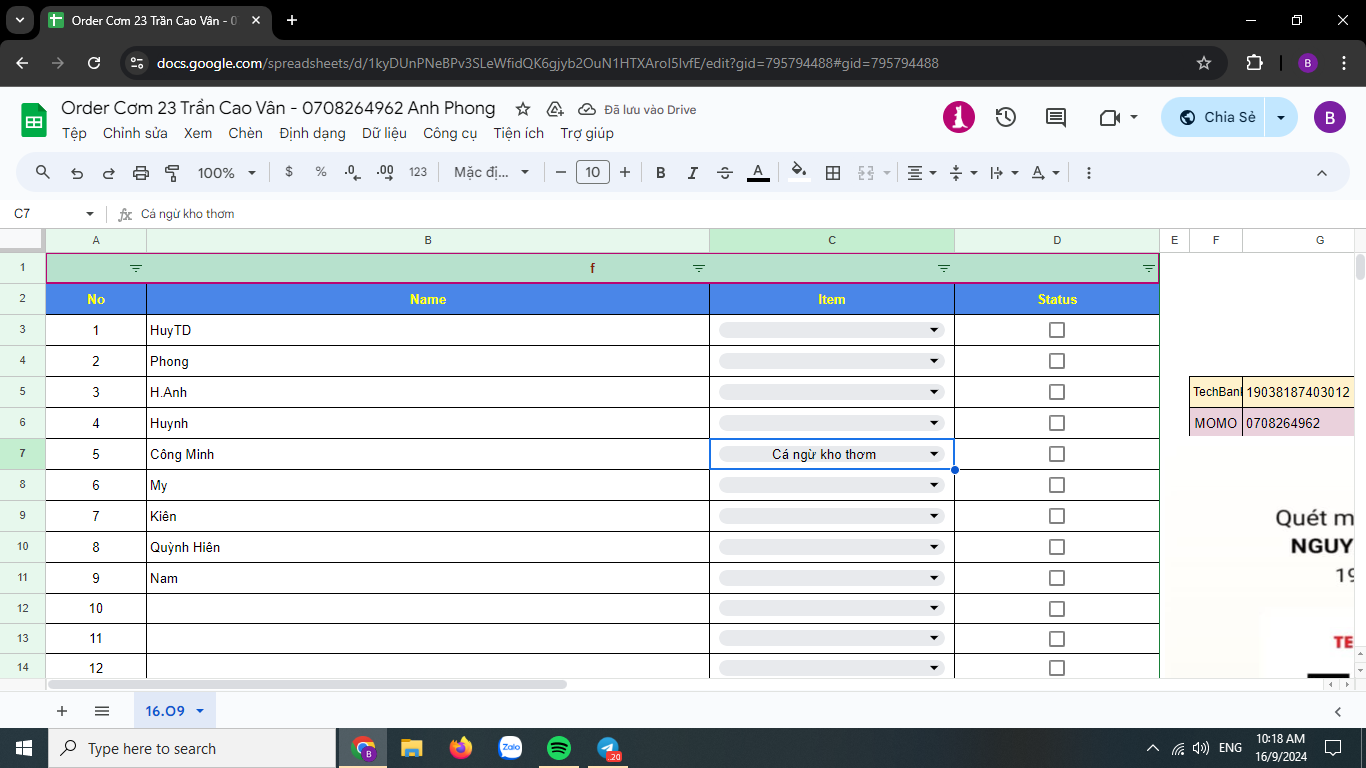 Order Cơm 23 Trần Cao Vân - 0
docs.google.com/spreadsheets/d/1kyDUnPNeBPv3SLeWfidQK6gjyb2OuN1HTXAroI5IvfE/edit?gid=795794488#gid=795794488
B
Order Cơm 23 Trần Cao Vân - 0708264962 Anh Phong
Đã lưu vào Drive
Tệp Chỉnh sửa Xem Chèn Định dạng Dữ liệu Công cụ Tiện ích Trợ giúp
Chia Sẻ
B
100% $ % .0 .00 123 Mặc đị... 10 B I A
C7 fx Cá ngừ kho thơm
A B C D E F G
1 f
2 No Name Item Status
3 1 HuyTD
4 2 Phong
5 3 H.Anh TechBank 19038187403012
6 4 Huynh MOMO 0708264962
7 5 Công Minh Cá ngừ kho thơm
8 6 My
9 7 Kiên
Quét m
10 8 Quỳnh Hiên
NGUY
11 9 Nam
19
12 10
13 11
TE
14 12
16.O9
Type here to search
B
Zalo
20
ENG
10:18 AM
16/9/2024